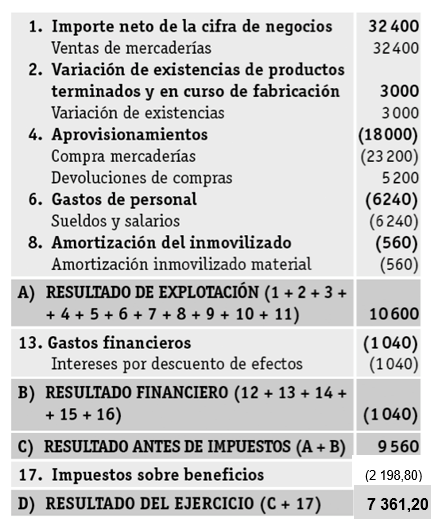 1. Importe neto de la cifra de negocios 32 400
Ventas de mercaderías 32 400
2. Variación de existencias de productos
terminados y en curso de fabricación 3000
Variación de existencias 3 000
4. Aprovisionamientos (18 000)
Compra mercaderías (23 200)
Devoluciones de compras 5 200
6. Gastos de personal (6240)
Sueldos y salarios (6 240)
8. Amortización del inmovilizado (560)
Amortización inmovilizado material (560)
A) RESULTADO DE EXPLOTACIÓN (1 + 2 + 3 +
+ 4 + 5 + 6 + 7 + 8 + 9 + 10 + 11) 10 600
13. Gastos financieros (1 040)
Intereses por descuento de efectos (1 040)
B) RESULTADO FINANCIERO (12 + 13 + 14 +
+ 15 + 16) (1 040)
C) RESULTADO ANTES DE IMPUESTOS (A + B) 9 560
17. Impuestos sobre beneficios (2 198,80)
D) RESULTADO DEL EJERCICIO (C + 17) 7 361,20